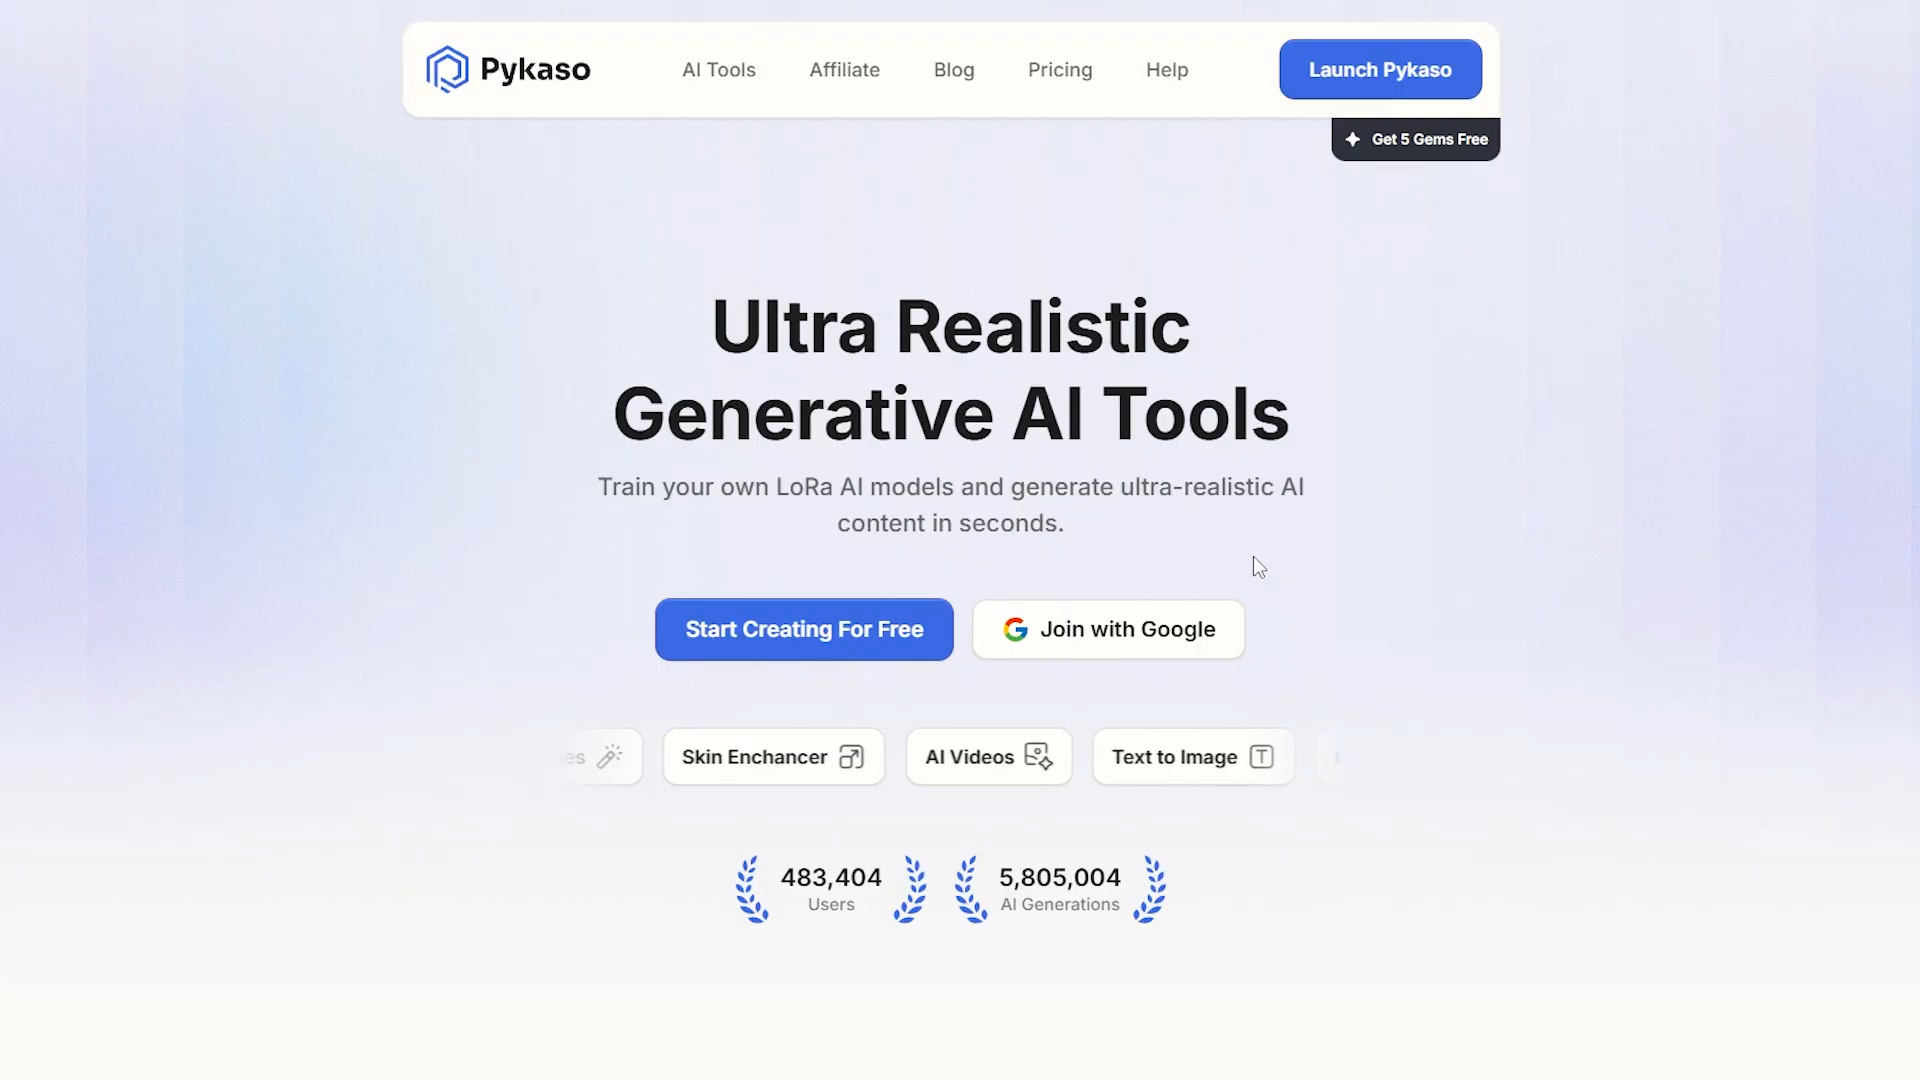 Pykaso
AI Tools
Affiliate
Blog
Pricing
Help
Launch Pykaso
Get 5 Gems Free
Ultra Realistic
Generative AI Tools
Train your own LoRa AI models and generate ultra-realistic AI
content in seconds.
Start Creating For Free
Join with Google
es
Skin Enchancer
AI Videos
Text to Image
483,404
Users
5,805,004
AI Generations